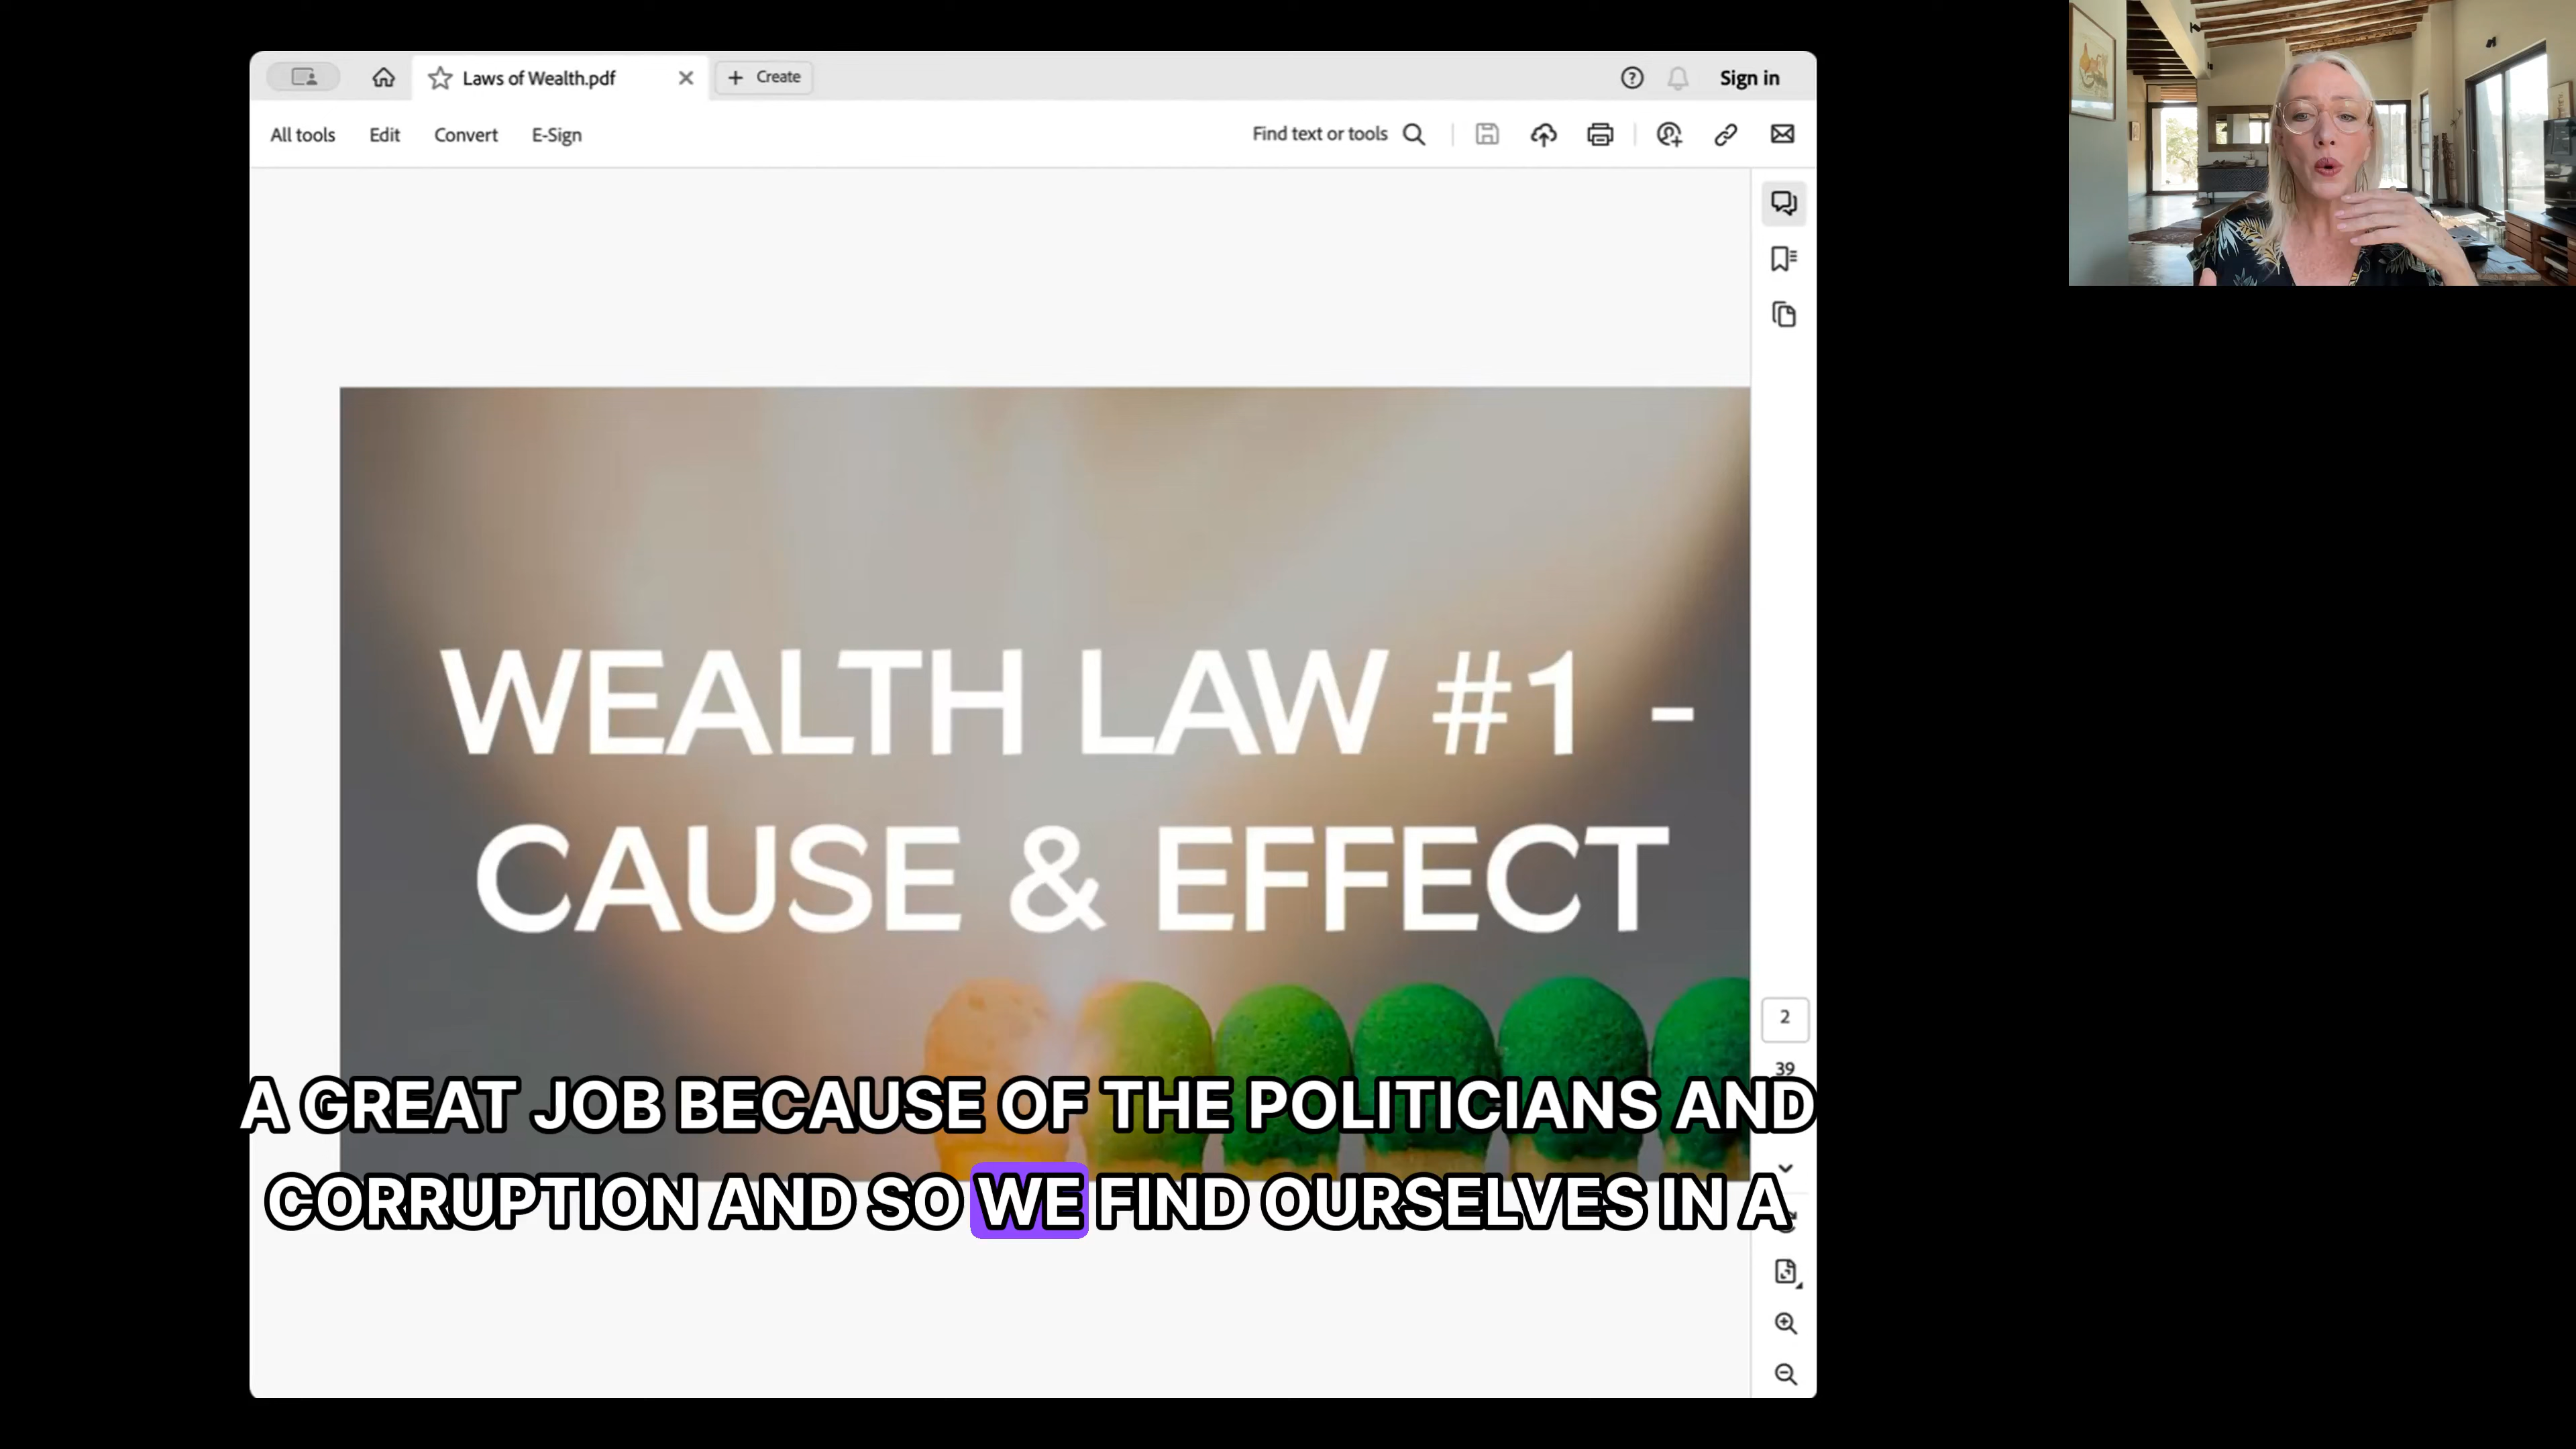 Laws of Wealth.pdf
Create
Sign in
All tools
Edit
Convert
E-Sign
Find text or tools
WEALTH LAW #1 -
CAUSE & EFFECT
2
39
A GREAT JOB BECAUSE OF THE POLITICIANS AND
CORRUPTION AND SO WE FIND OURSELVES IN A